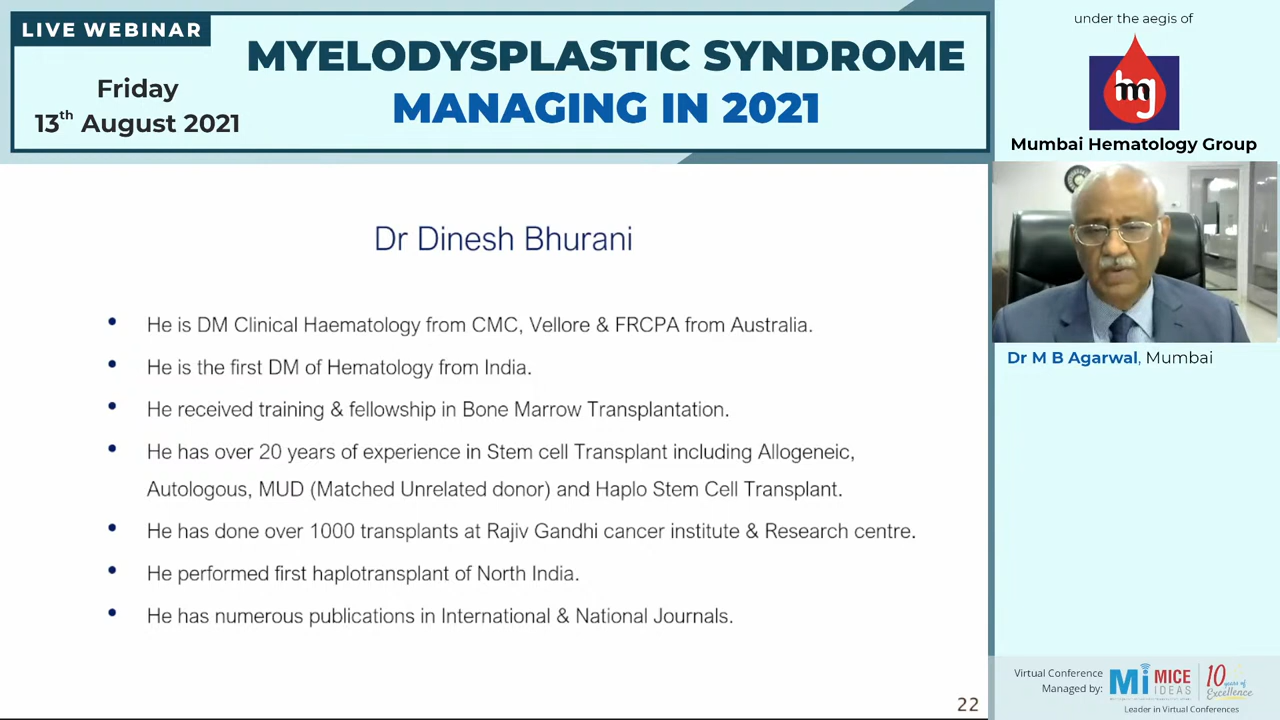 LIVE WEBINAR
Friday
13th August 2021
MYELODYSPLASTIC SYNDROME
MANAGING IN 2021
under the aegis of
hmg
Mumbai Hematology Group
Dr M B Agarwal, Mumbai
Dr Dinesh Bhurani
• He is DM Clinical Haematology from CMC, Vellore & FRCPA from Australia.
• He is the first DM of Hematology from India.
• He received training & fellowship in Bone Marrow Transplantation.
• He has over 20 years of experience in Stem cell Transplant including Allogeneic,
Autologous, MUD (Matched Unrelated donor) and Haplo Stem Cell Transplant.
• He has done over 1000 transplants at Rajiv Gandhi cancer institute & Research centre.
• He performed first haplotransplant of North India.
• He has numerous publications in International & National Journals.
22
Virtual Conference
Managed by:
Mi MICE
IDEAS
10 years of
Excellence
Leader in Virtual Conferences